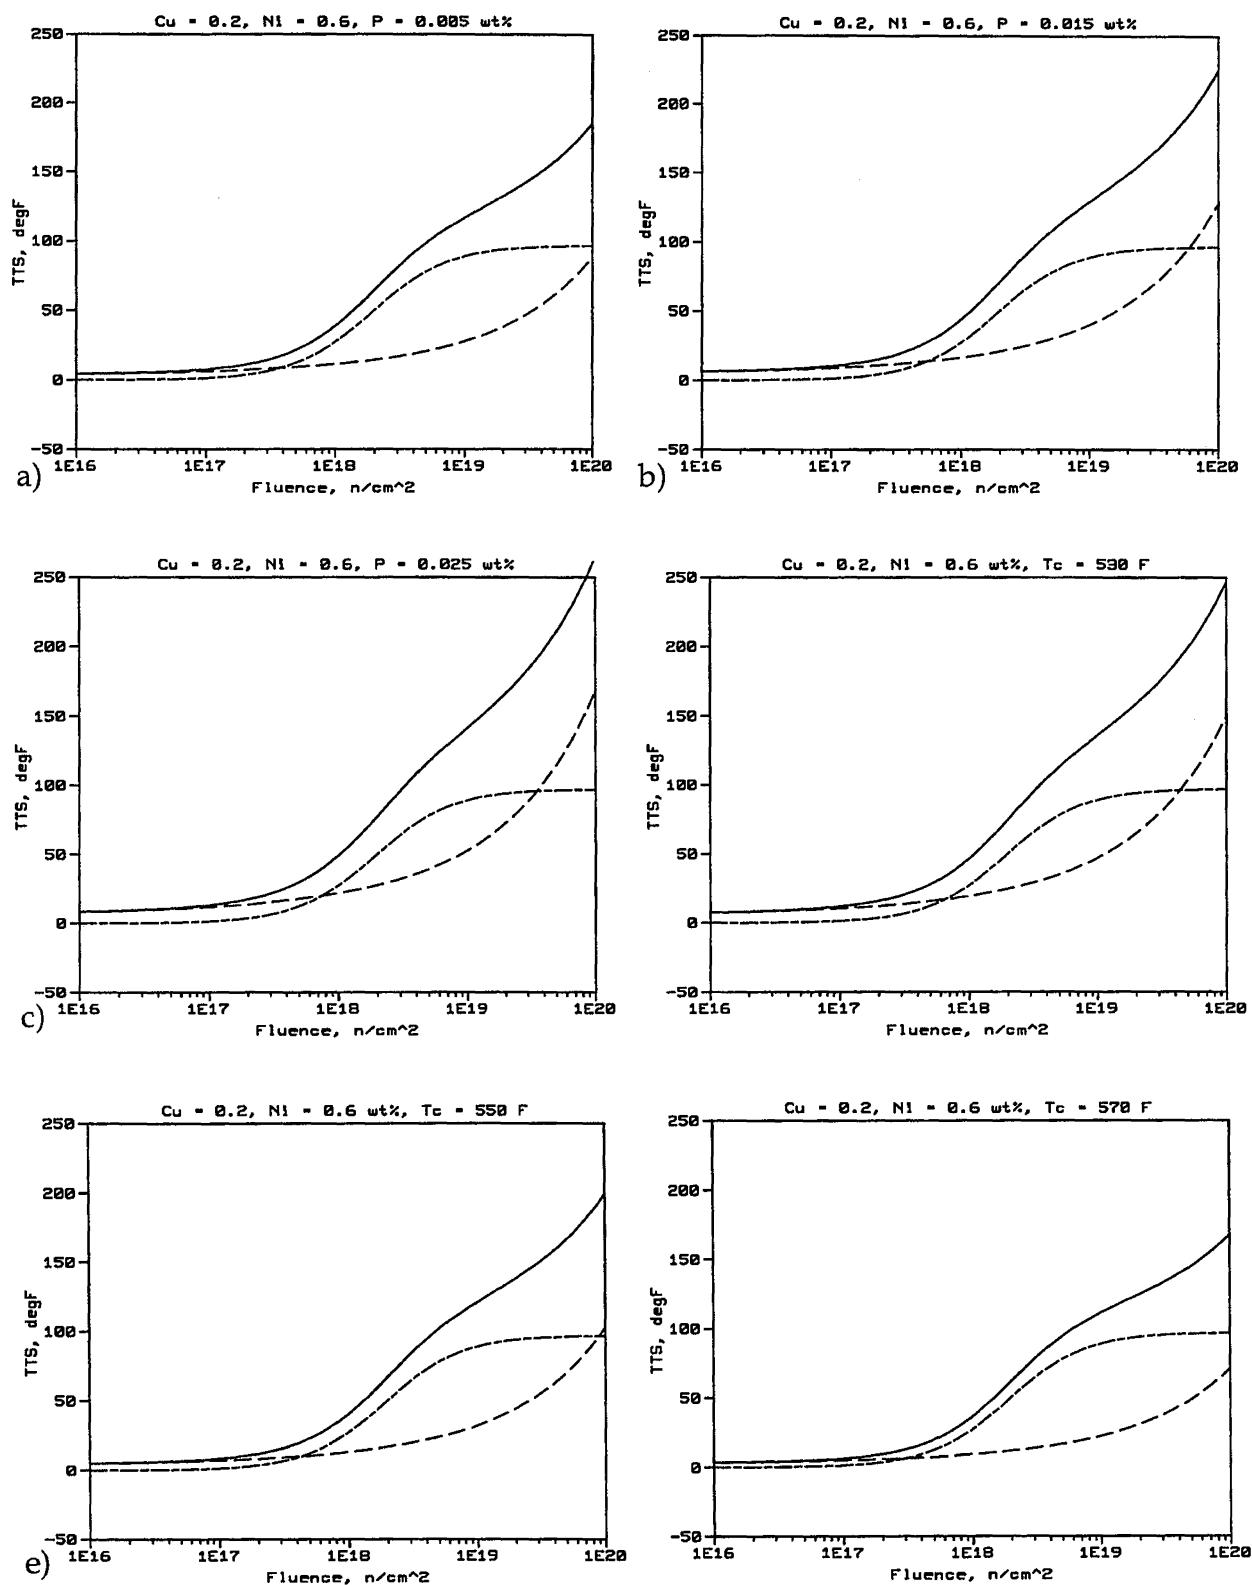 Cu = 0.2, Ni = 0.6, P = 0.005 wt%
250
200
150
100
50
0
-50
TTS, degF
1E16 1E17 1E18 1E19 1E20
Fluence, n/cm^2
a)
Cu = 0.2, Ni = 0.6, P = 0.015 wt%
250
200
150
100
50
0
-50
TTS, degF
1E16 1E17 1E18 1E19 1E20
Fluence, n/cm^2
b)
Cu = 0.2, Ni = 0.6, P = 0.025 wt%
250
200
150
100
50
0
-50
TTS, degF
1E16 1E17 1E18 1E19 1E20
Fluence, n/cm^2
c)
Cu = 0.2, Ni = 0.6 wt%, Tc = 530 F
250
200
150
100
50
0
-50
TTS, degF
1E16 1E17 1E18 1E19 1E20
Fluence, n/cm^2
Cu = 0.2, Ni = 0.6 wt%, Tc = 550 F
250
200
150
100
50
0
-50
TTS, degF
1E16 1E17 1E18 1E19 1E20
Fluence, n/cm^2
e)
Cu = 0.2, Ni = 0.6 wt%, Tc = 570 F
250
200
150
100
50
0
-50
TTS, degF
1E16 1E17 1E18 1E19 1E20
Fluence, n/cm^2